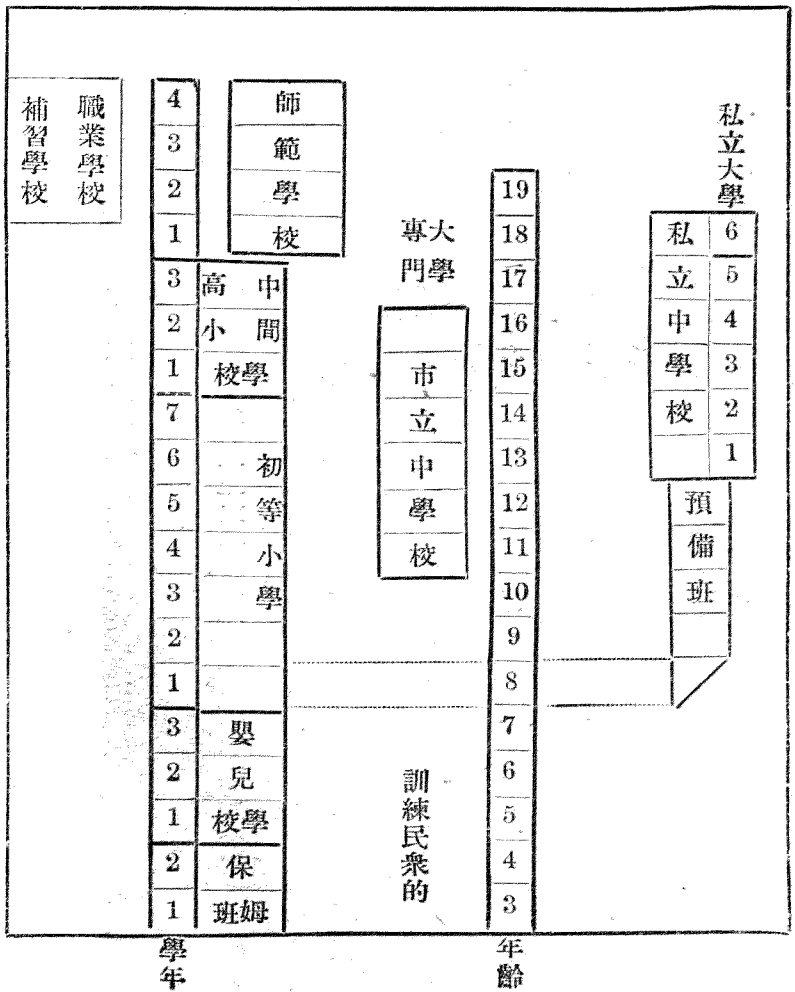 職業學校
補習學校
4
3
2
1
3
2
1
7
6
5
4
3
2
1
3
2
1
2
1
學年
師範學校
中間學校
高小
初等小學
嬰兒學校
保姆班
大學
專門
市立中學校
訓練民衆的
19
18
17
16
15
14
13
12
11
10
9
8
7
6
5
4
3
年齡
私立大學
私立中學校
6
5
4
3
2
1
預備班